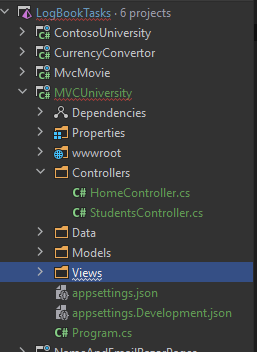 LogBookTasks · 6 projects
ContosoUniversity
CurrencyConvertor
MvcMovie
MVCUniversity
Dependencies
Properties
wwwroot
Controllers
C# HomeController.cs
C# StudentsController.cs
Data
Models
Views
appsettings.json
appsettings.Development.json
C# Program.cs